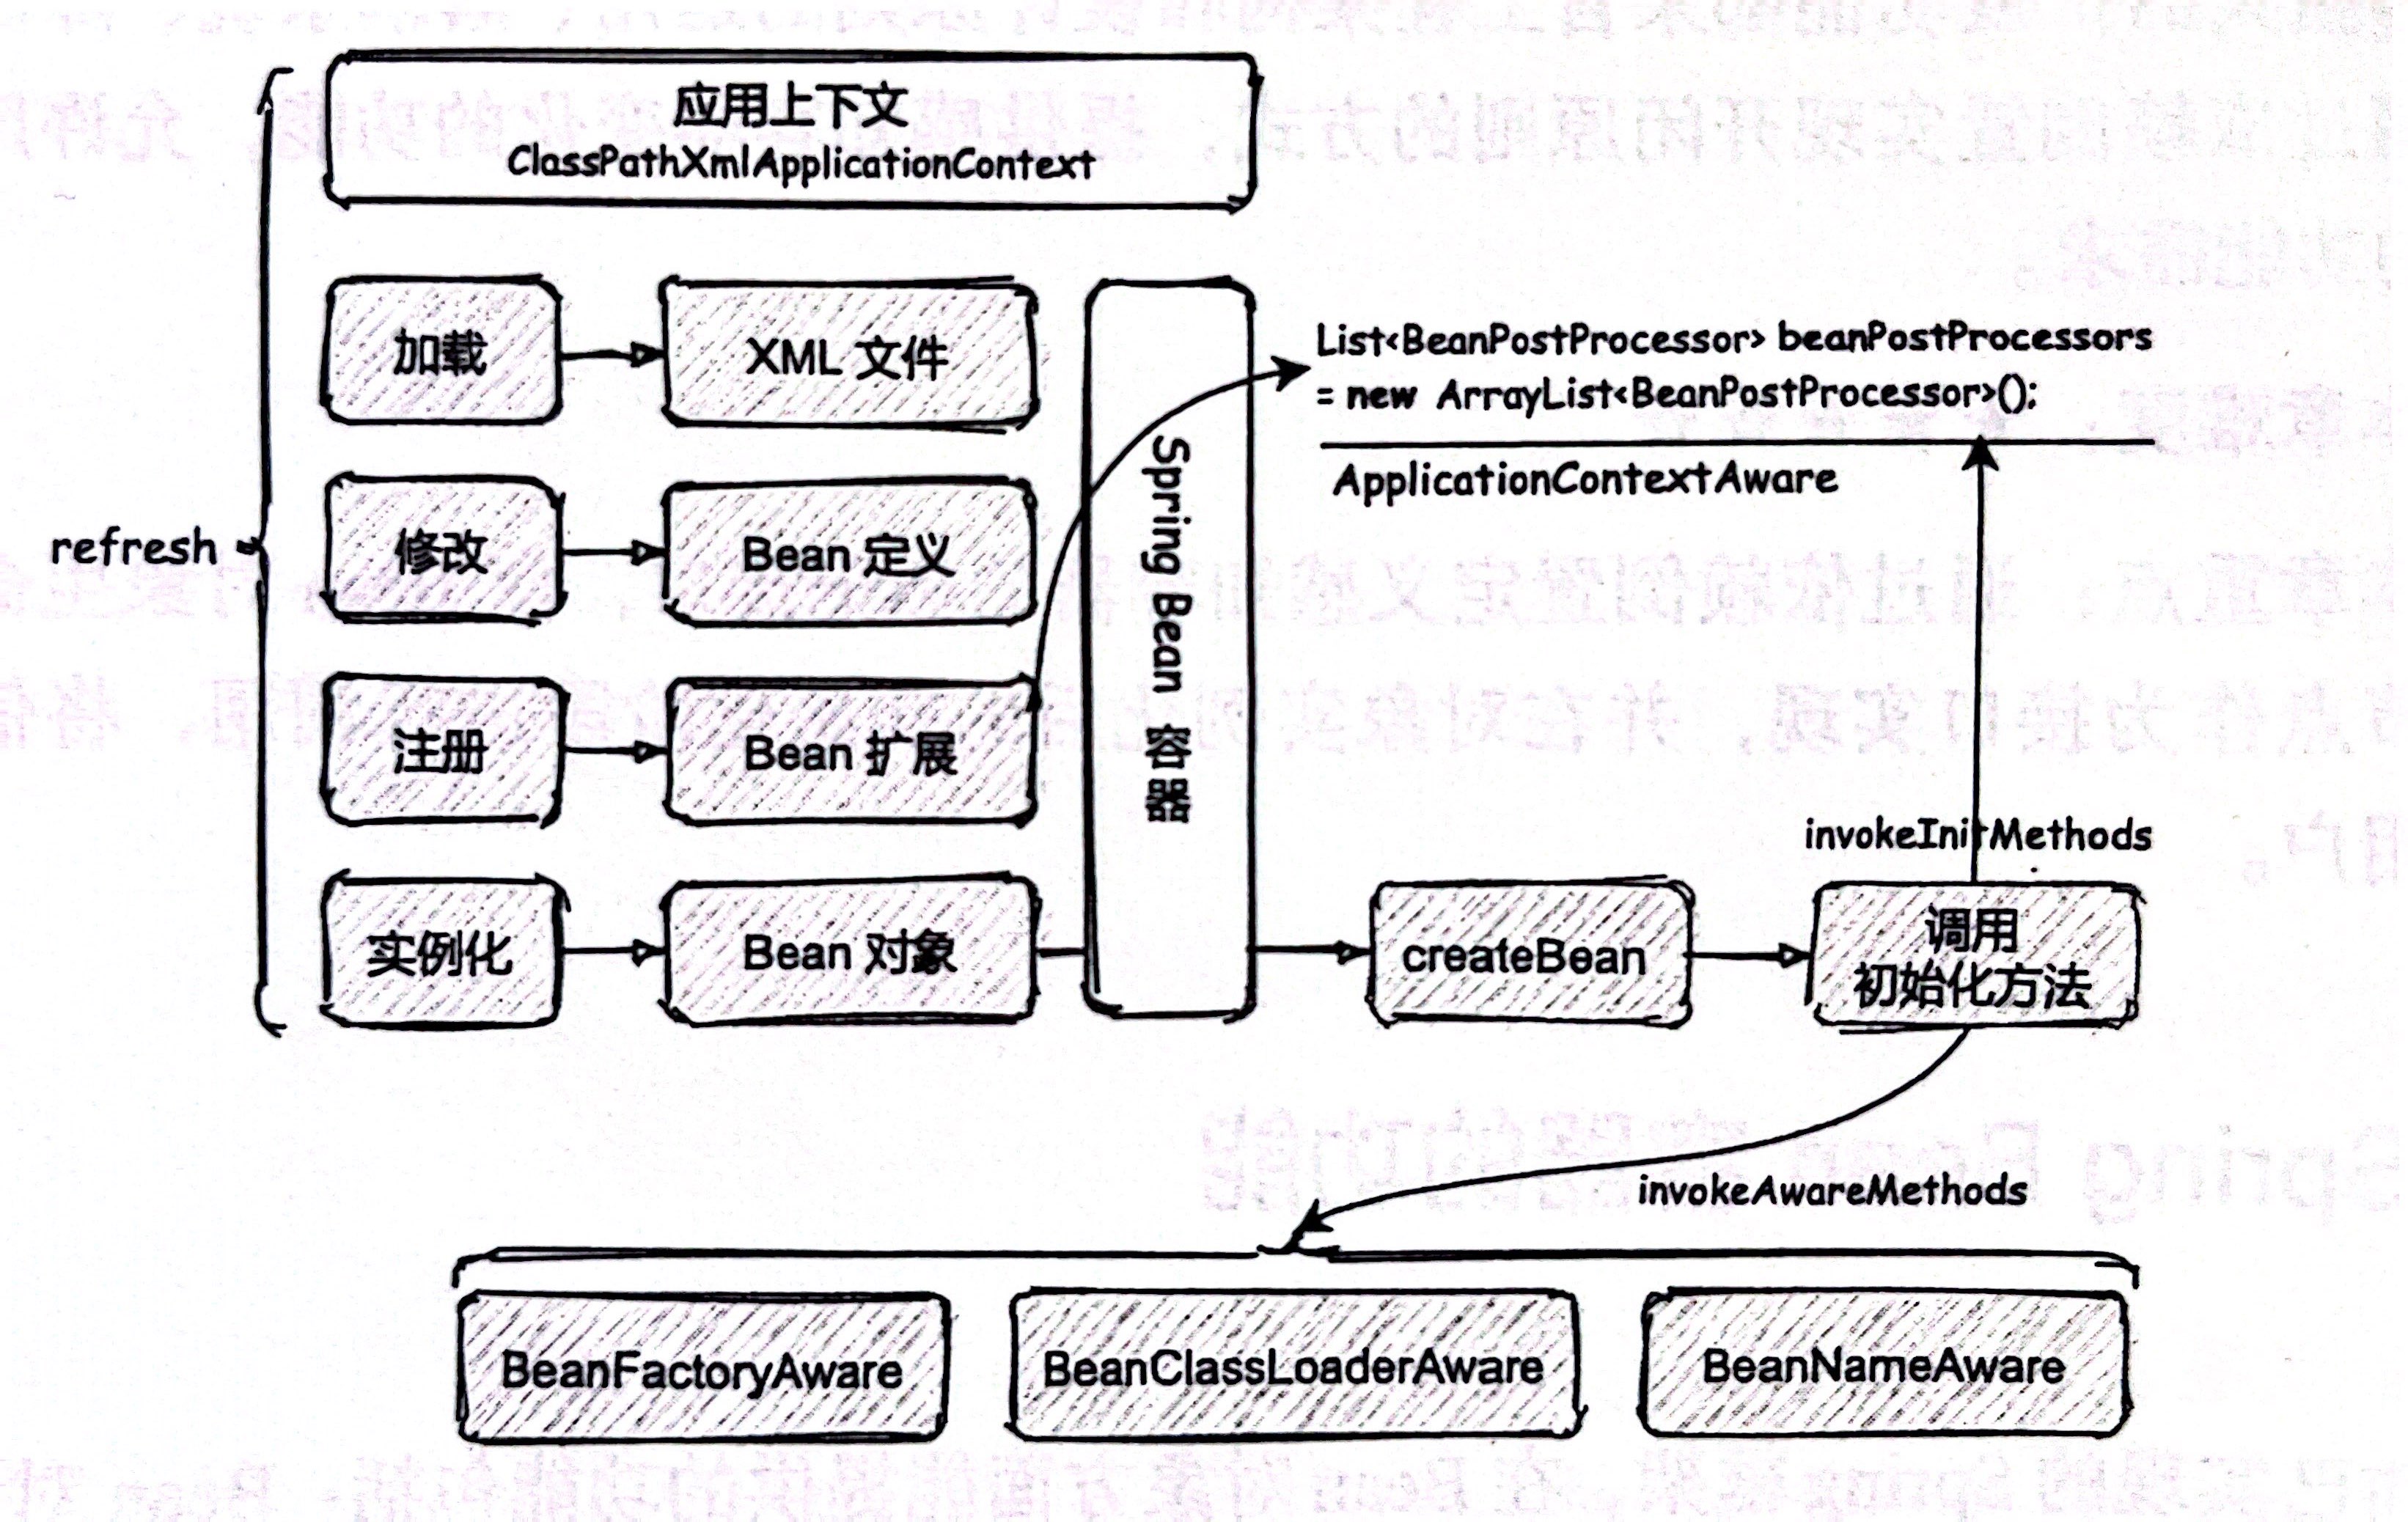 应用上下文
ClassPathXmlApplicationContext
refresh
加载
XML 文件
修改
Bean 定义
注册
Bean 扩展
实例化
Bean 对象
Spring Bean 容器
List<BeanPostProcessor> beanPostProcessors
= new ArrayList<BeanPostProcessor>();
ApplicationContextAware
createBean
invokeInitMethods
调用
初始化方法
invokeAwareMethods
BeanFactoryAware
BeanClassLoaderAware
BeanNameAware